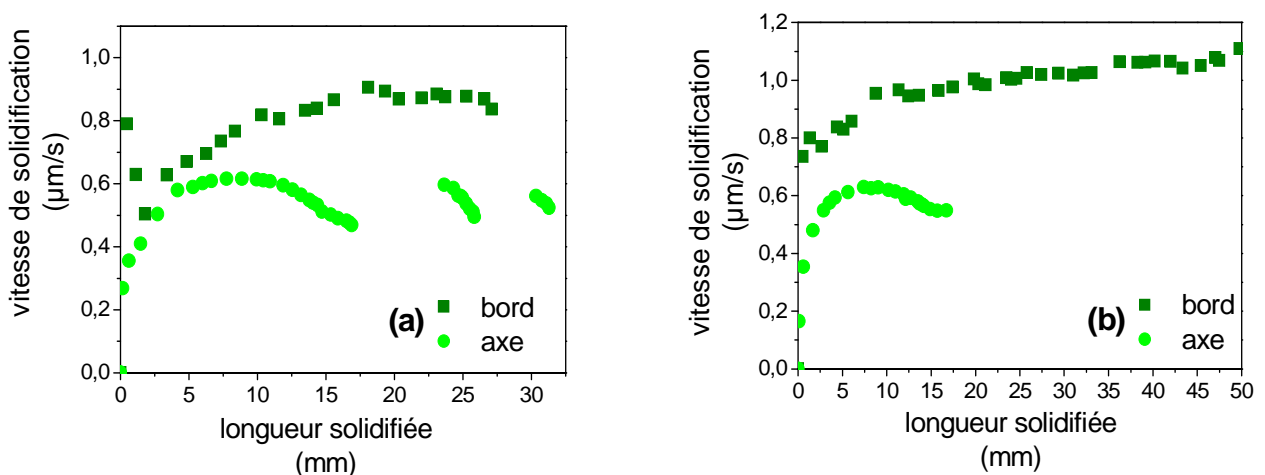 vitesse de solidification
(µm/s)
1,0
0,8
0,6
0,4
0,2
0,0
(a)
bord
axe
0 5 10 15 20 25 30
longueur solidifiée
(mm)
vitesse de solidification
(µm/s)
1,2
1,0
0,8
0,6
0,4
0,2
0,0
(b)
bord
axe
0 5 10 15 20 25 30 35 40 45 50
longueur solidifiée
(mm)